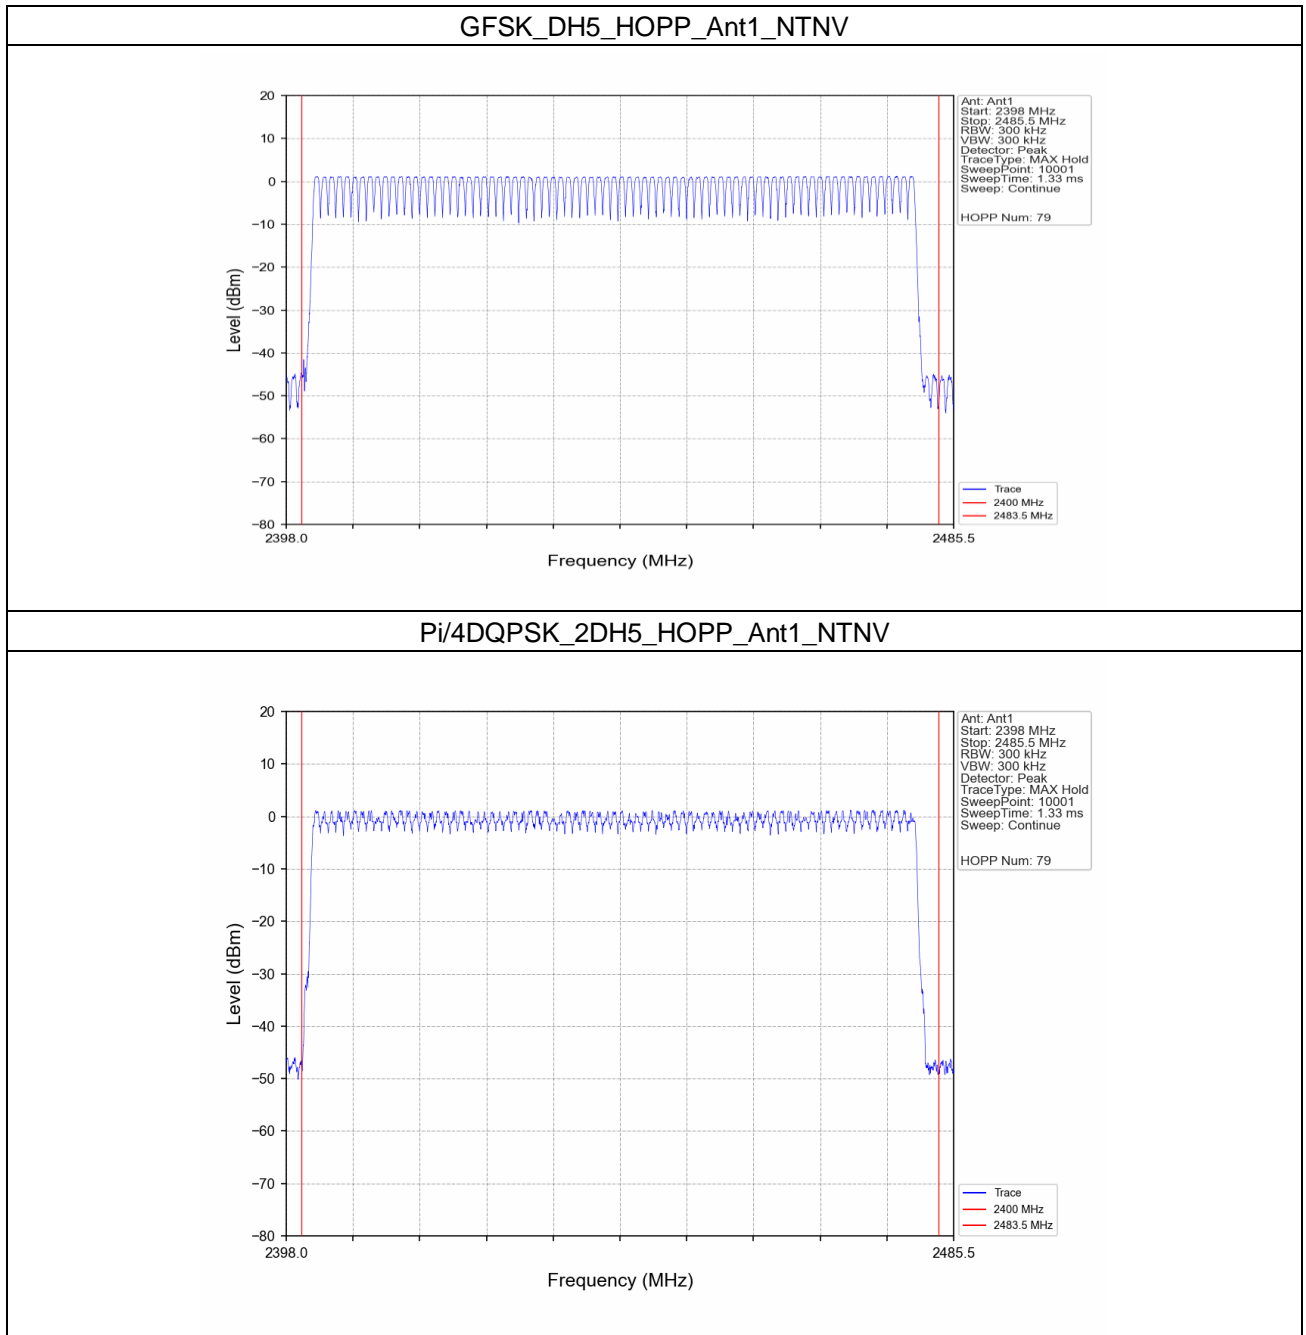 GFSK_DH5_HOPP_Ant1_NTNV
20
10
0
−10
−20
−30
−40
−50
−60
−70
−80
Level (dBm)
2398.0
2485.5
Frequency (MHz)
Ant: Ant1
Start: 2398 MHz
Stop: 2485.5 MHz
RBW: 300 kHz
VBW: 300 kHz
Detector: Peak
TraceType: MAX Hold
SweepPoint: 10001
SweepTime: 1.33 ms
Sweep: Continue
HOPP Num: 79
Trace
2400 MHz
2483.5 MHz
Pi/4DQPSK_2DH5_HOPP_Ant1_NTNV
20
10
0
−10
−20
−30
−40
−50
−60
−70
−80
Level (dBm)
2398.0
2485.5
Frequency (MHz)
Ant: Ant1
Start: 2398 MHz
Stop: 2485.5 MHz
RBW: 300 kHz
VBW: 300 kHz
Detector: Peak
TraceType: MAX Hold
SweepPoint: 10001
SweepTime: 1.33 ms
Sweep: Continue
HOPP Num: 79
Trace
2400 MHz
2483.5 MHz